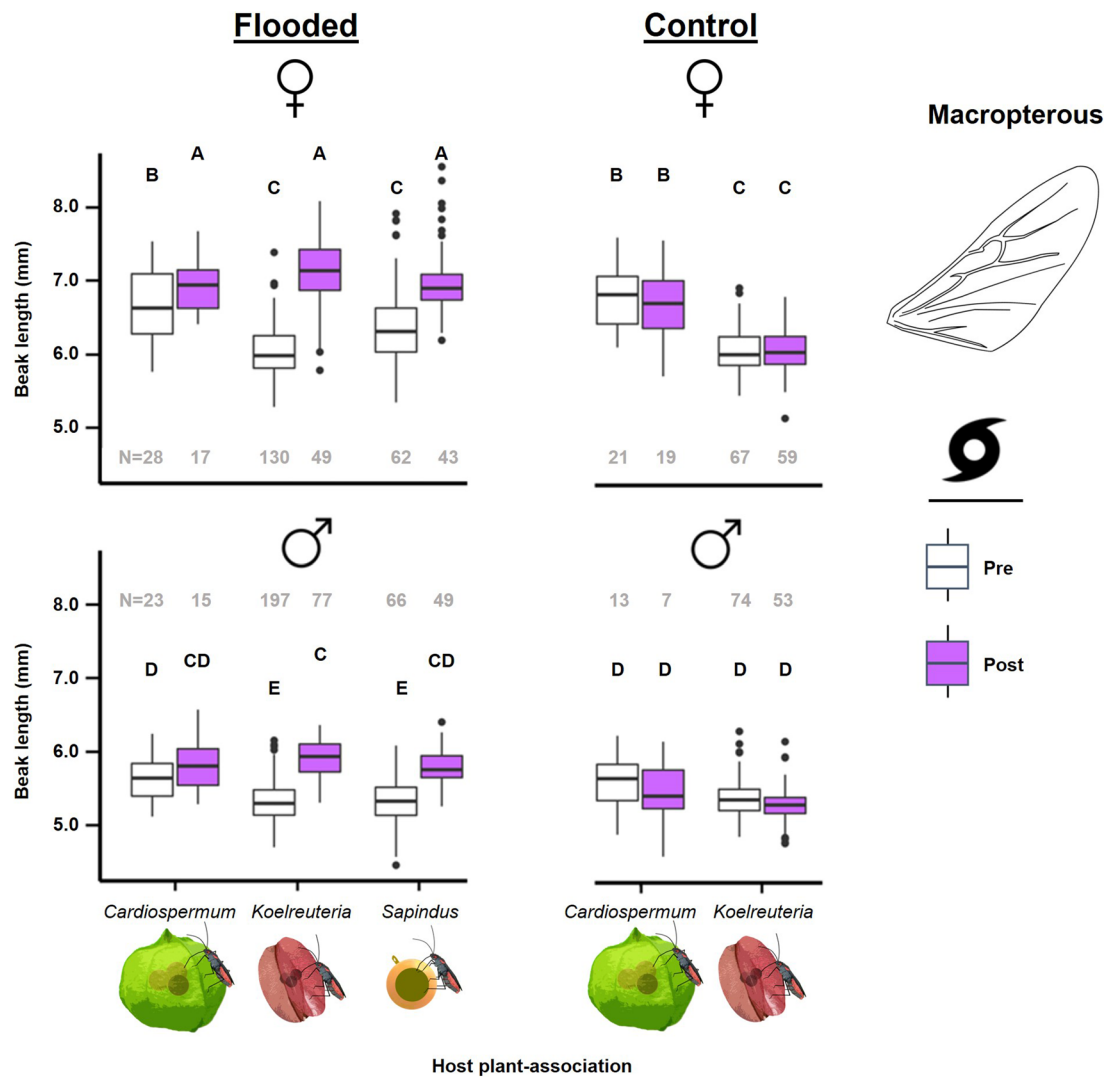 Flooded
Control
♀
♀
Macropterous
B A C A C A
B B C C
Beak length (mm)
8.0
7.0
6.0
5.0
N=28 17 130 49 62 43
21 19 67 59
♂
♂
Pre
Post
Beak length (mm)
8.0
7.0
6.0
5.0
N=23 15 197 77 66 49
13 7 74 53
D CD E C E CD
D D D D
Cardiospermum Koelreuteria Sapindus
Cardiospermum Koelreuteria
Host plant-association